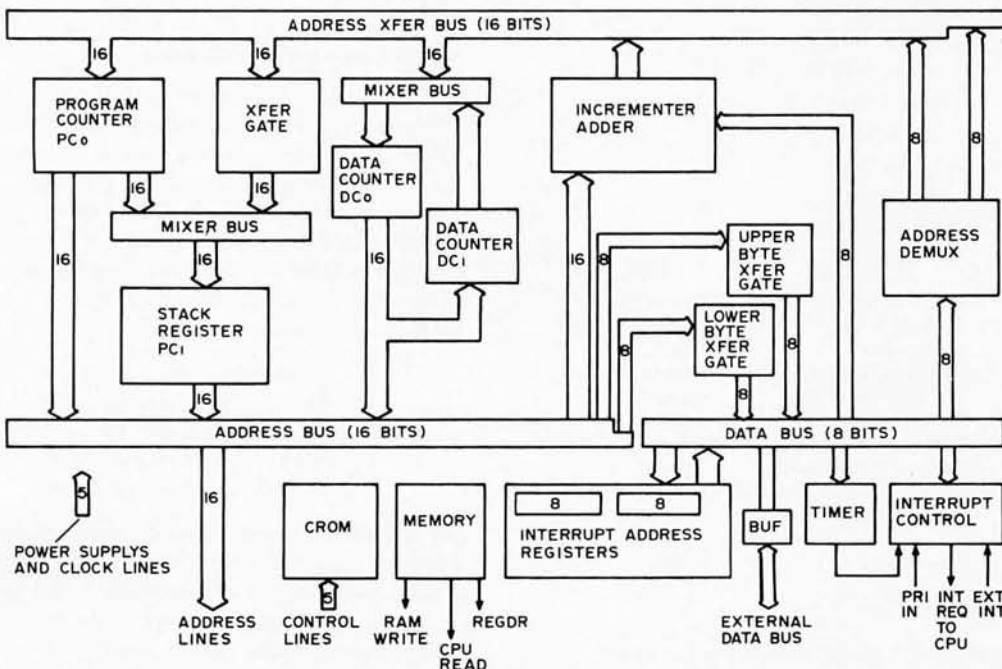 ADDRESS XFER BUS (16 BITS)
16
16
16
8
8
PROGRAM
COUNTER
PC0
XFER
GATE
MIXER BUS
INCREMENTER
ADDER
16
16
DATA
COUNTER
DC0
MIXER BUS
DATA
COUNTER
DC1
UPPER
BYTE
XFER
GATE
ADDRESS
DEMUX
16
16
16
16
8
8
STACK
REGISTER
PC1
LOWER
BYTE
XFER
GATE
8
8
8
16
8
ADDRESS BUS (16 BITS)
DATA BUS (8 BITS)
5
16
CROM
MEMORY
8
8
INTERRUPT ADDRESS
REGISTERS
BUF
TIMER
INTERRUPT
CONTROL
POWER SUPPLYS
AND CLOCK LINES
5
ADDRESS
LINES
CONTROL
LINES
RAM
WRITE
REGDR
CPU
READ
EXTERNAL
DATA BUS
PRI
IN
INT
REQ
TO
CPU
EXT
INT